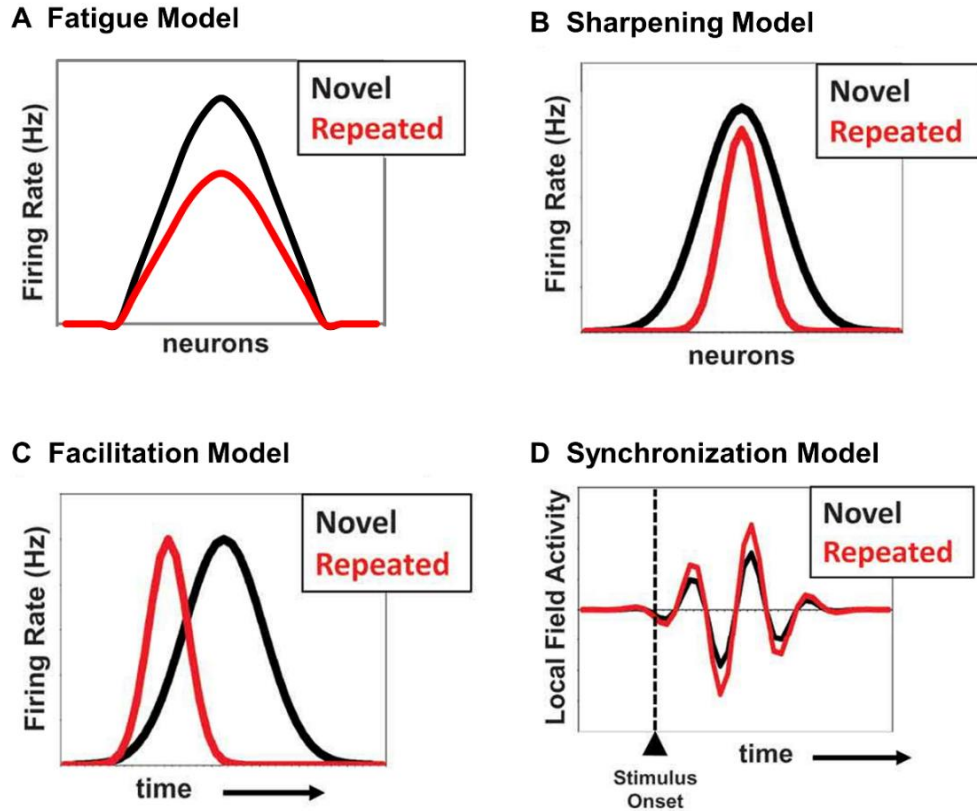 A Fatigue Model
Novel
Repeated
Firing Rate (Hz)
neurons
B Sharpening Model
Novel
Repeated
Firing Rate (Hz)
neurons
C Facilitation Model
Novel
Repeated
Firing Rate (Hz)
time
D Synchronization Model
Novel
Repeated
Local Field Activity
time
Stimulus
Onset